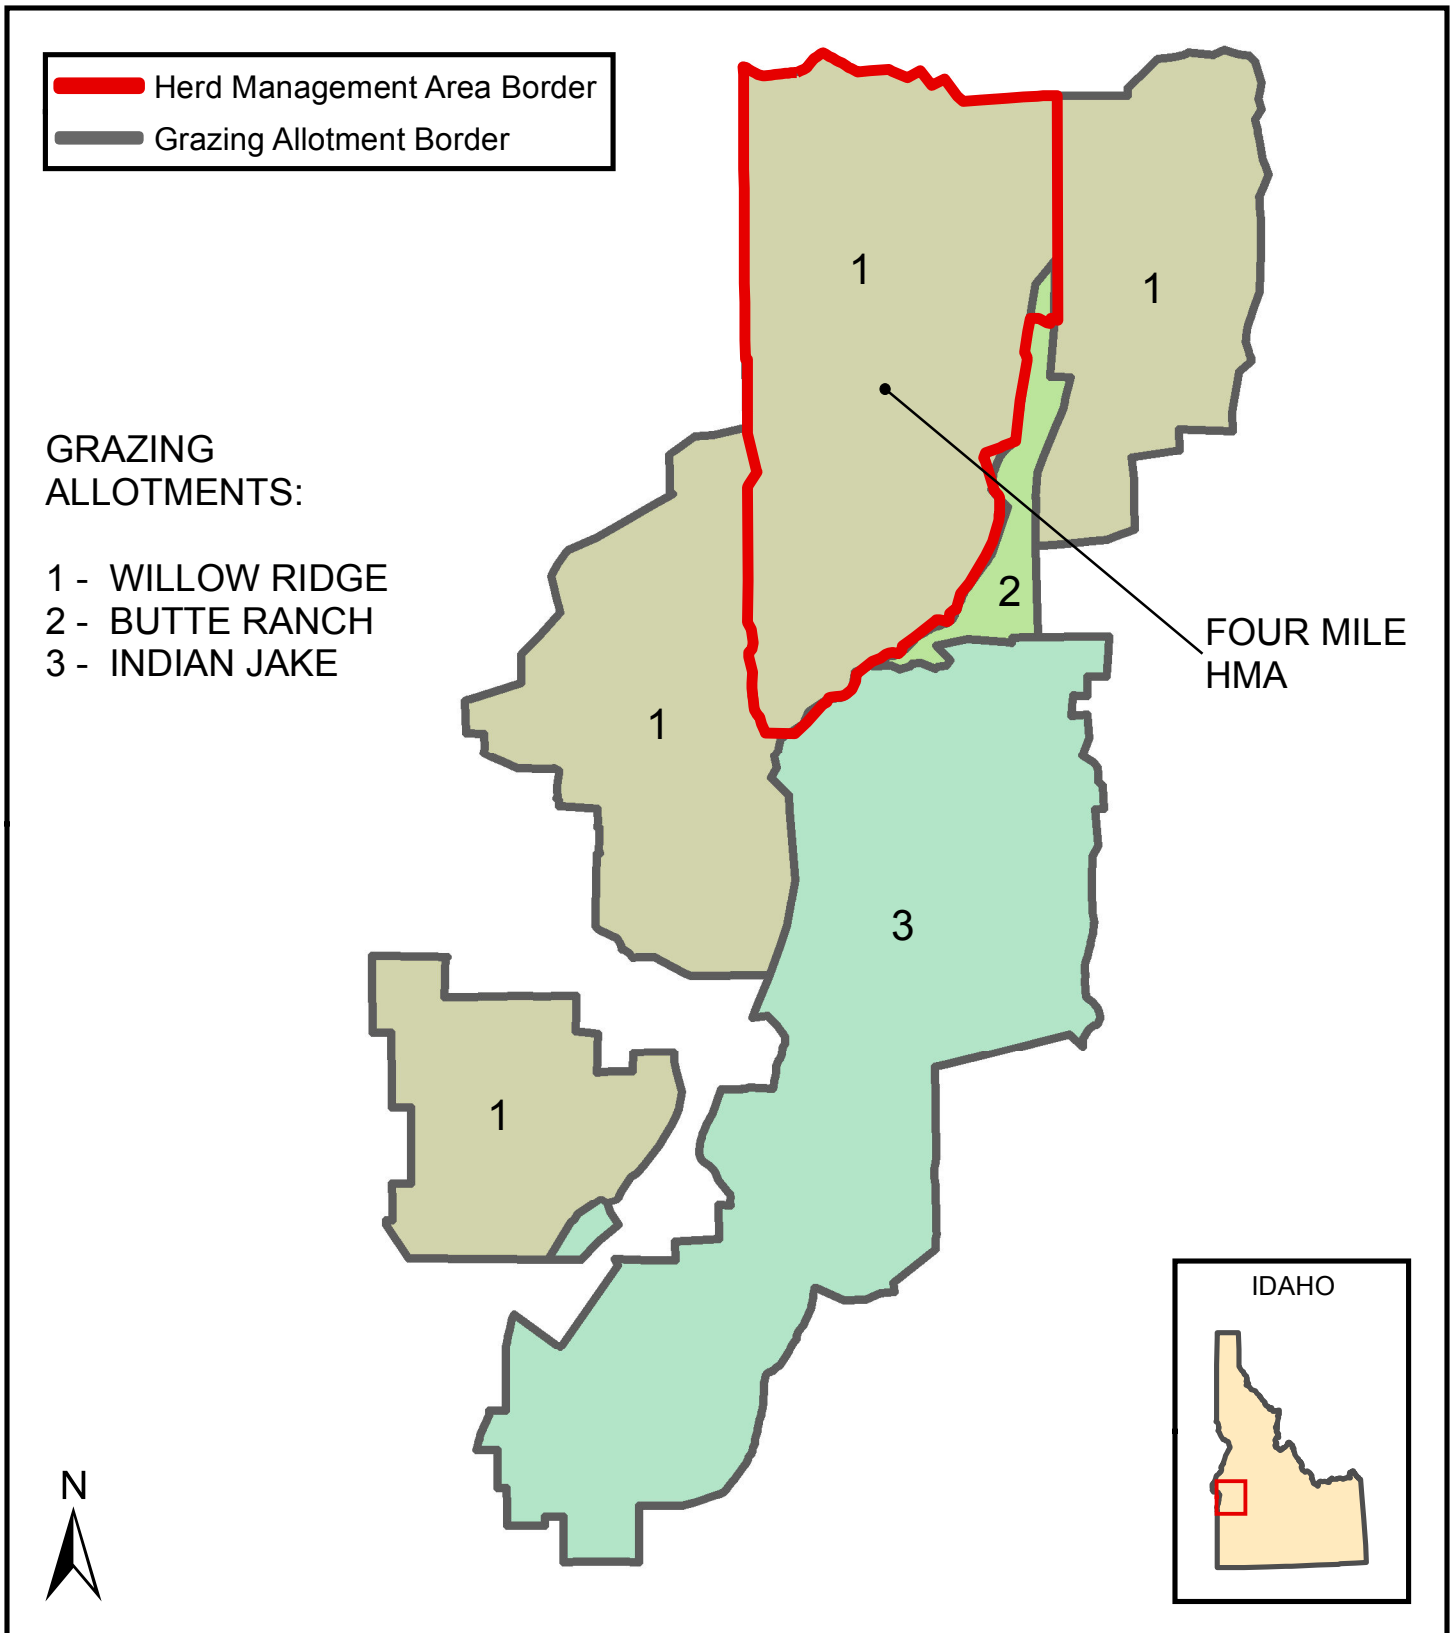 Herd Management Area Border
Grazing Allotment Border
1
1
GRAZING
ALLOTMENTS:
1 - WILLOW RIDGE
2 - BUTTE RANCH
3 - INDIAN JAKE
2
FOUR MILE
HMA
1
3
1
IDAHO
N